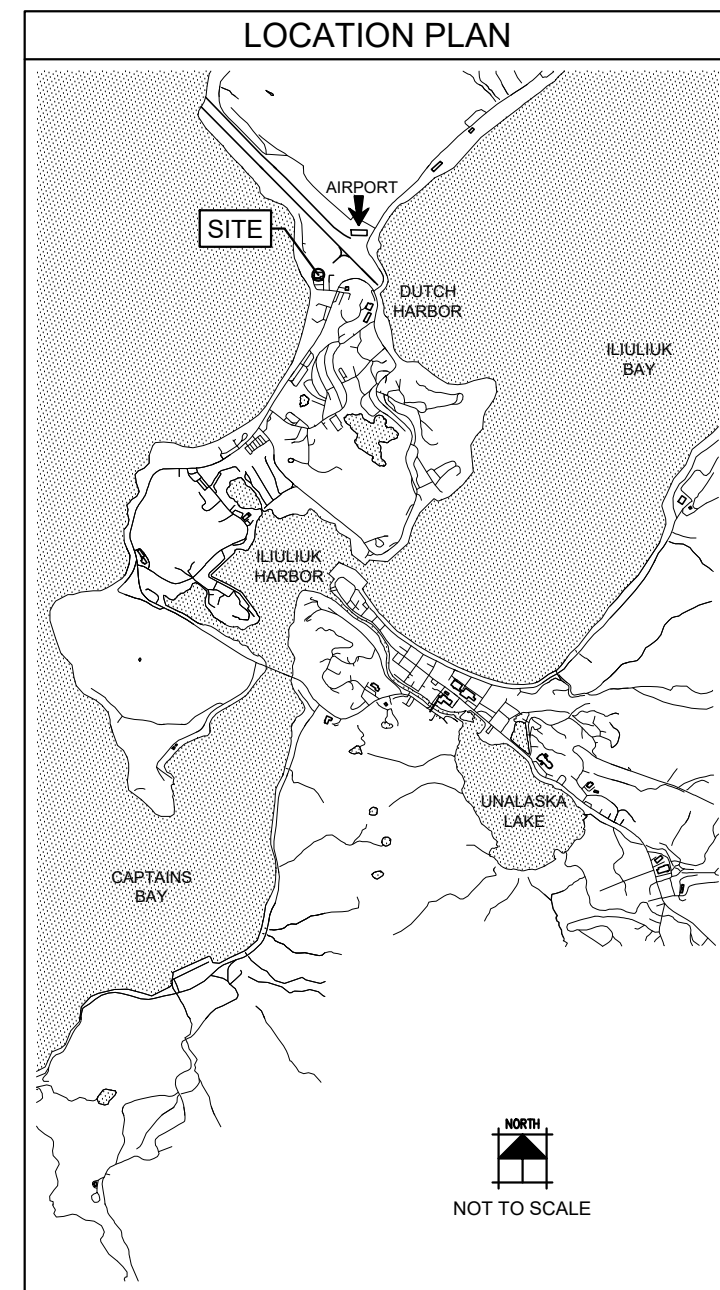 LOCATION PLAN
AIRPORT
SITE
DUTCH
HARBOR
ILIULIUK
BAY
ILIULIUK
HARBOR
UNALASKA
LAKE
CAPTAINS
BAY
NORTH
NOT TO SCALE